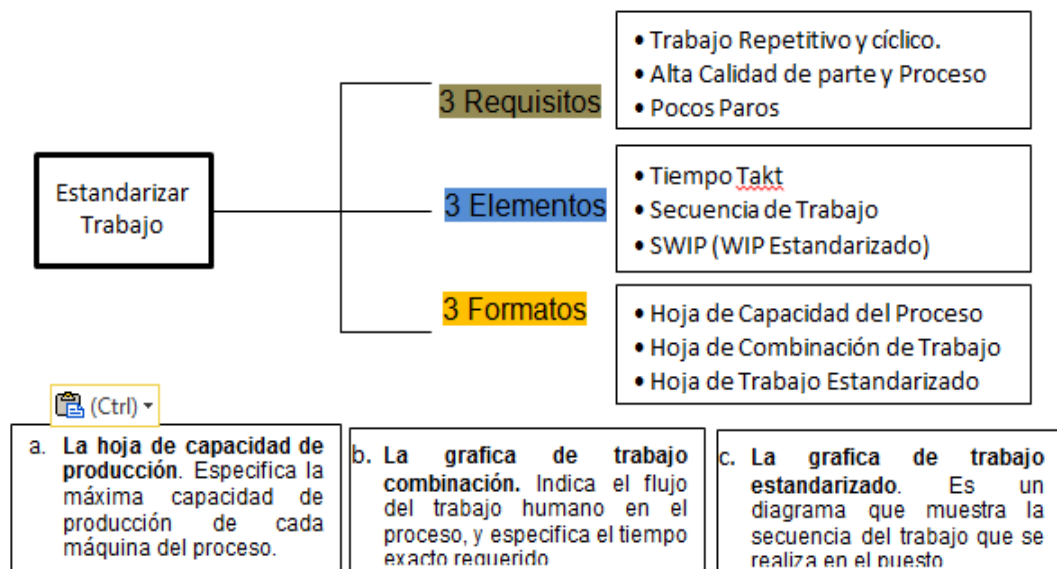 • Trabajo Repetitivo y cíclico.
• Alta Calidad de parte y Proceso
• Pocos Paros
3 Requisitos
Estandarizar
Trabajo
• Tiempo Takt
• Secuencia de Trabajo
• SWIP (WIP Estandarizado)
3 Elementos
3 Formatos
• Hoja de Capacidad del Proceso
• Hoja de Combinación de Trabajo
• Hoja de Trabajo Estandarizado
(Ctrl)
a. La hoja de capacidad de
producción. Especifica la
máxima capacidad de
producción de cada
máquina del proceso.
b. La grafica de trabajo
combinación. Indica el flujo
del trabajo humano en el
proceso, y especifica el tiempo
exacto requerido
c. La grafica de trabajo
estandarizado. Es un
diagrama que muestra la
secuencia del trabajo que se
realiza en el puesto